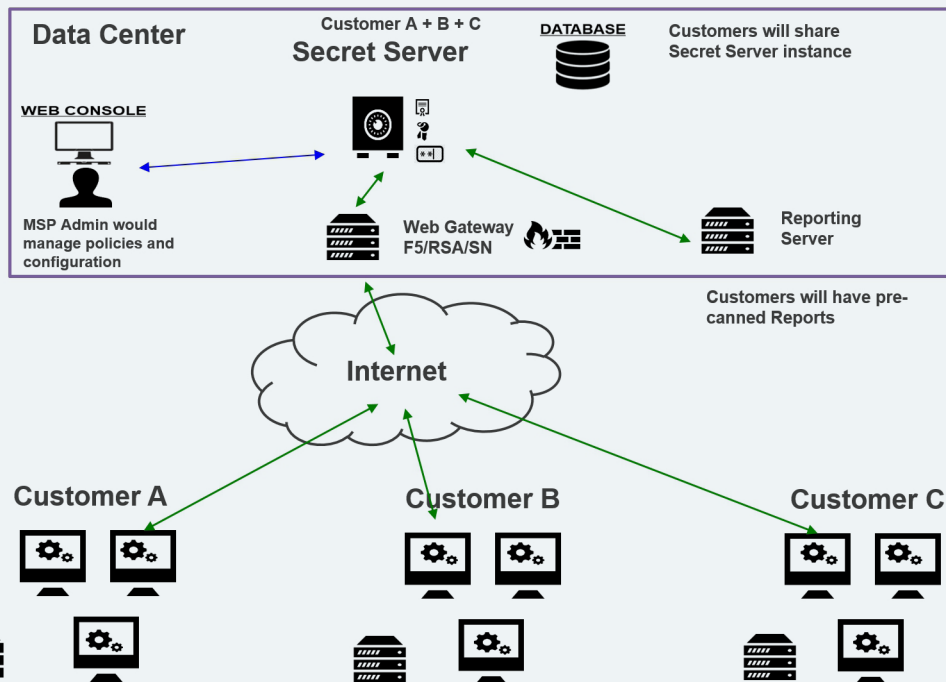 Data Center
Customer A + B + C
Secret Server
DATABASE
Customers will share
Secret Server instance
WEB CONSOLE
**
MSP Admin would
manage policies and
configuration
Web Gateway
F5/RSA/SN
Reporting
Server
Customers will have pre-
canned Reports
Internet
Customer A
Customer B
Customer C